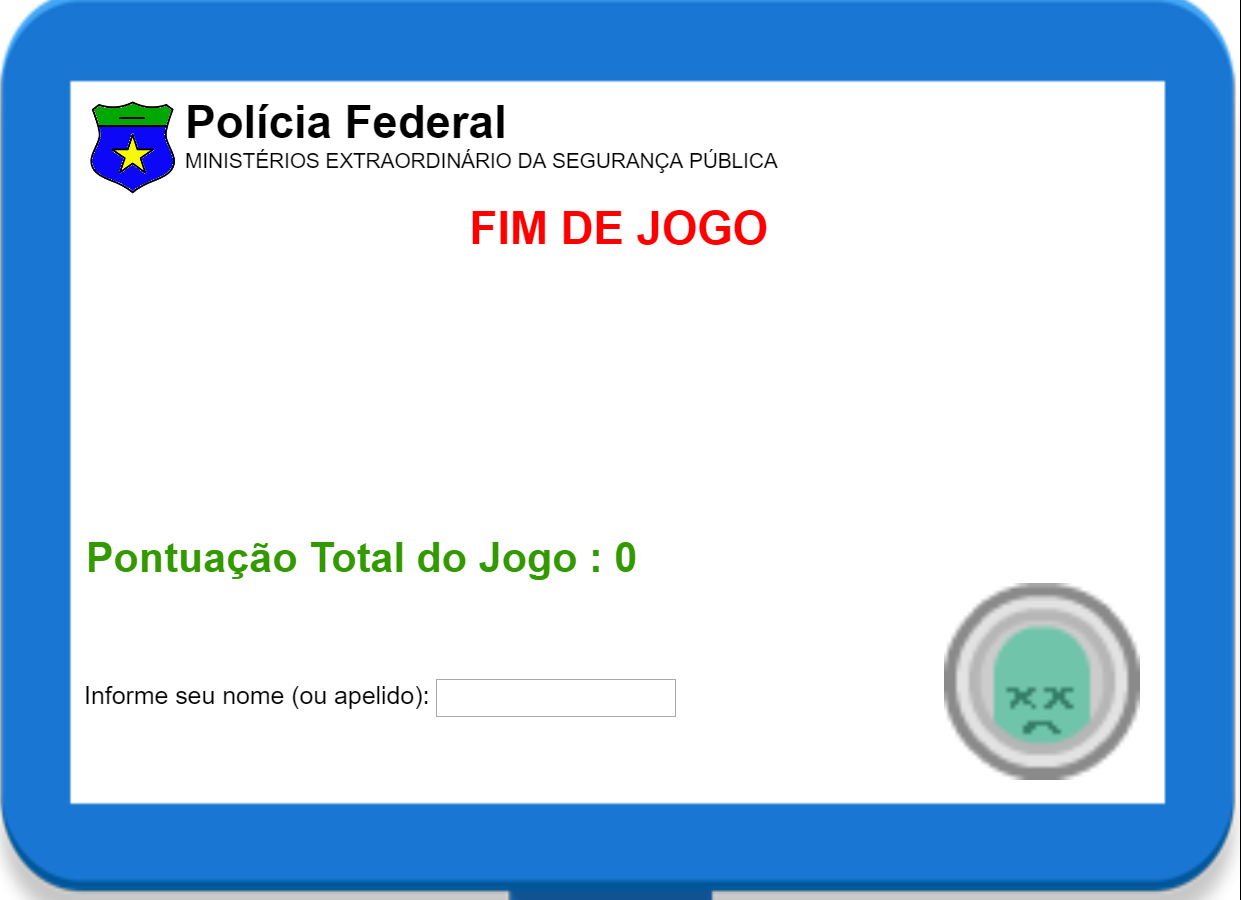 Polícia Federal
MINISTÉRIOS EXTRAORDINÁRIO DA SEGURANÇA PÚBLICA
FIM DE JOGO
Pontuação Total do Jogo : 0
Informe seu nome (ou apelido):